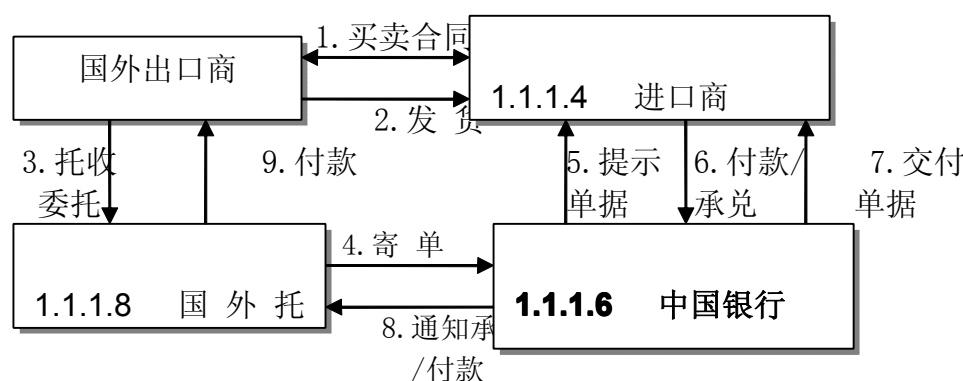 1.买卖合同
国外出口商
1.1.1.4 进口商
2.发 货
3.托收
委托
9.付款
5.提示
单据
6.付款/
承兑
7.交付
单据
4.寄 单
1.1.1.8 国 外 托
1.1.1.6 中国银行
8.通知承
/付款